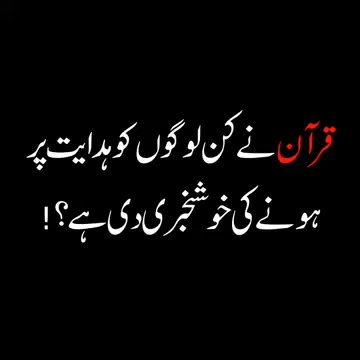 قرآن نے کن لوگوں کو ہدایت پر
ہونے کی خوشخبری دی ہے؟!